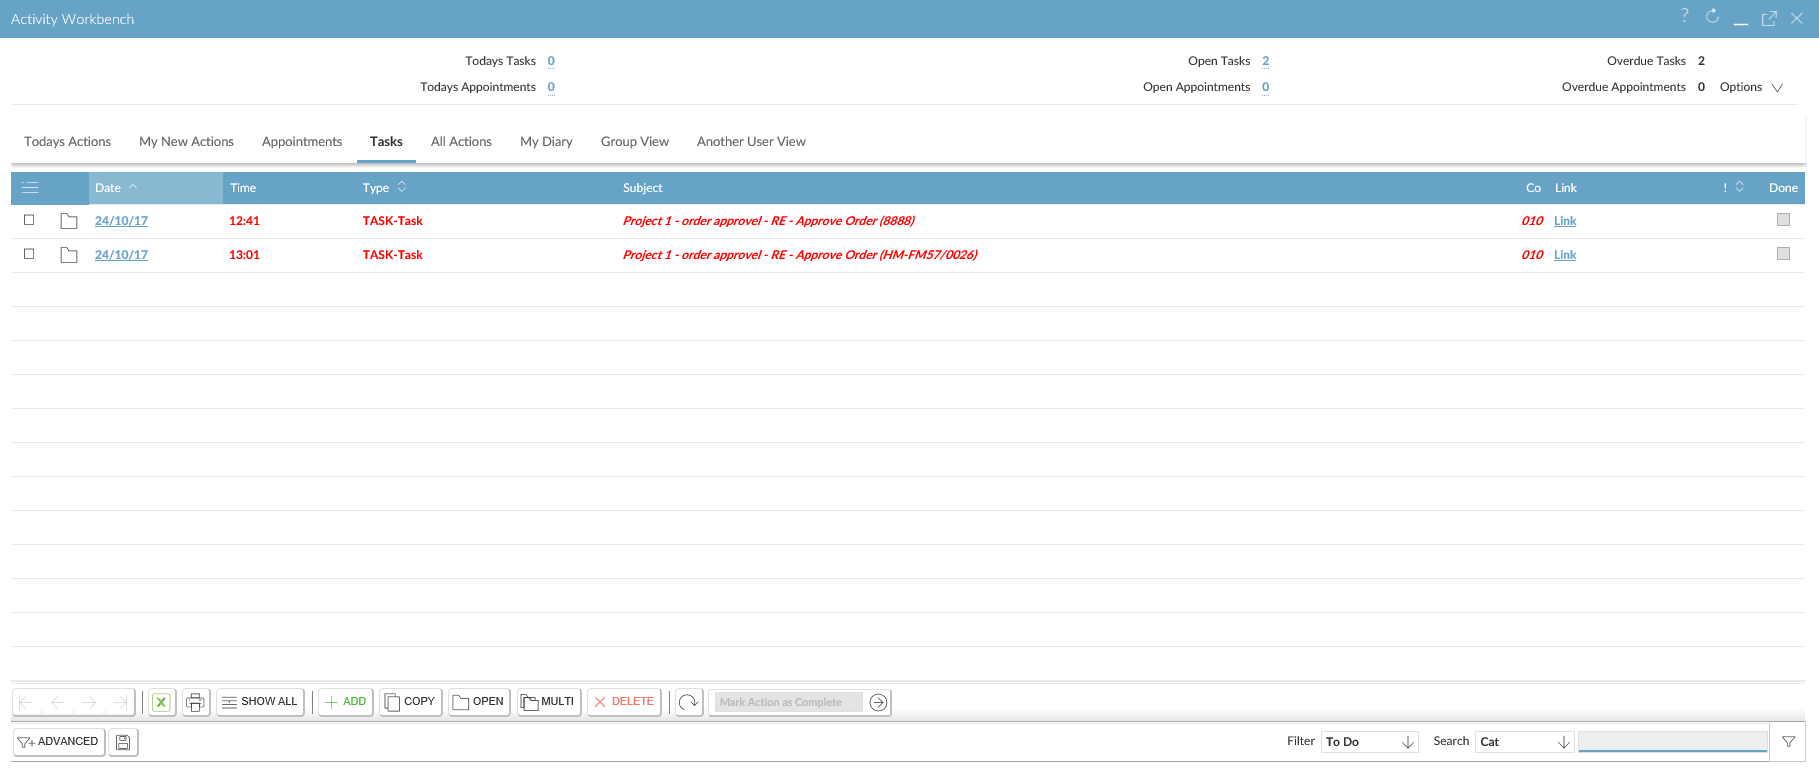 Activity Workbench ?
Todays Tasks 0 Open Tasks 2 Overdue Tasks 2
Todays Appointments 0 Open Appointments 0 Overdue Appointments 0 Options
Todays Actions My New Actions Appointments Tasks All Actions My Diary Group View Another User View
Date Time Type Subject Co Link ! Done
24/10/17 12:41 TASK-Task Project 1 - order approvel - RE - Approve Order (8888) 010 Link
24/10/17 13:01 TASK-Task Project 1 - order approvel - RE - Approve Order (HM-FM57/0026) 010 Link
SHOW ALL ADD COPY OPEN MULTI DELETE Mark Action as Complete
ADVANCED Filter To Do Search Cat